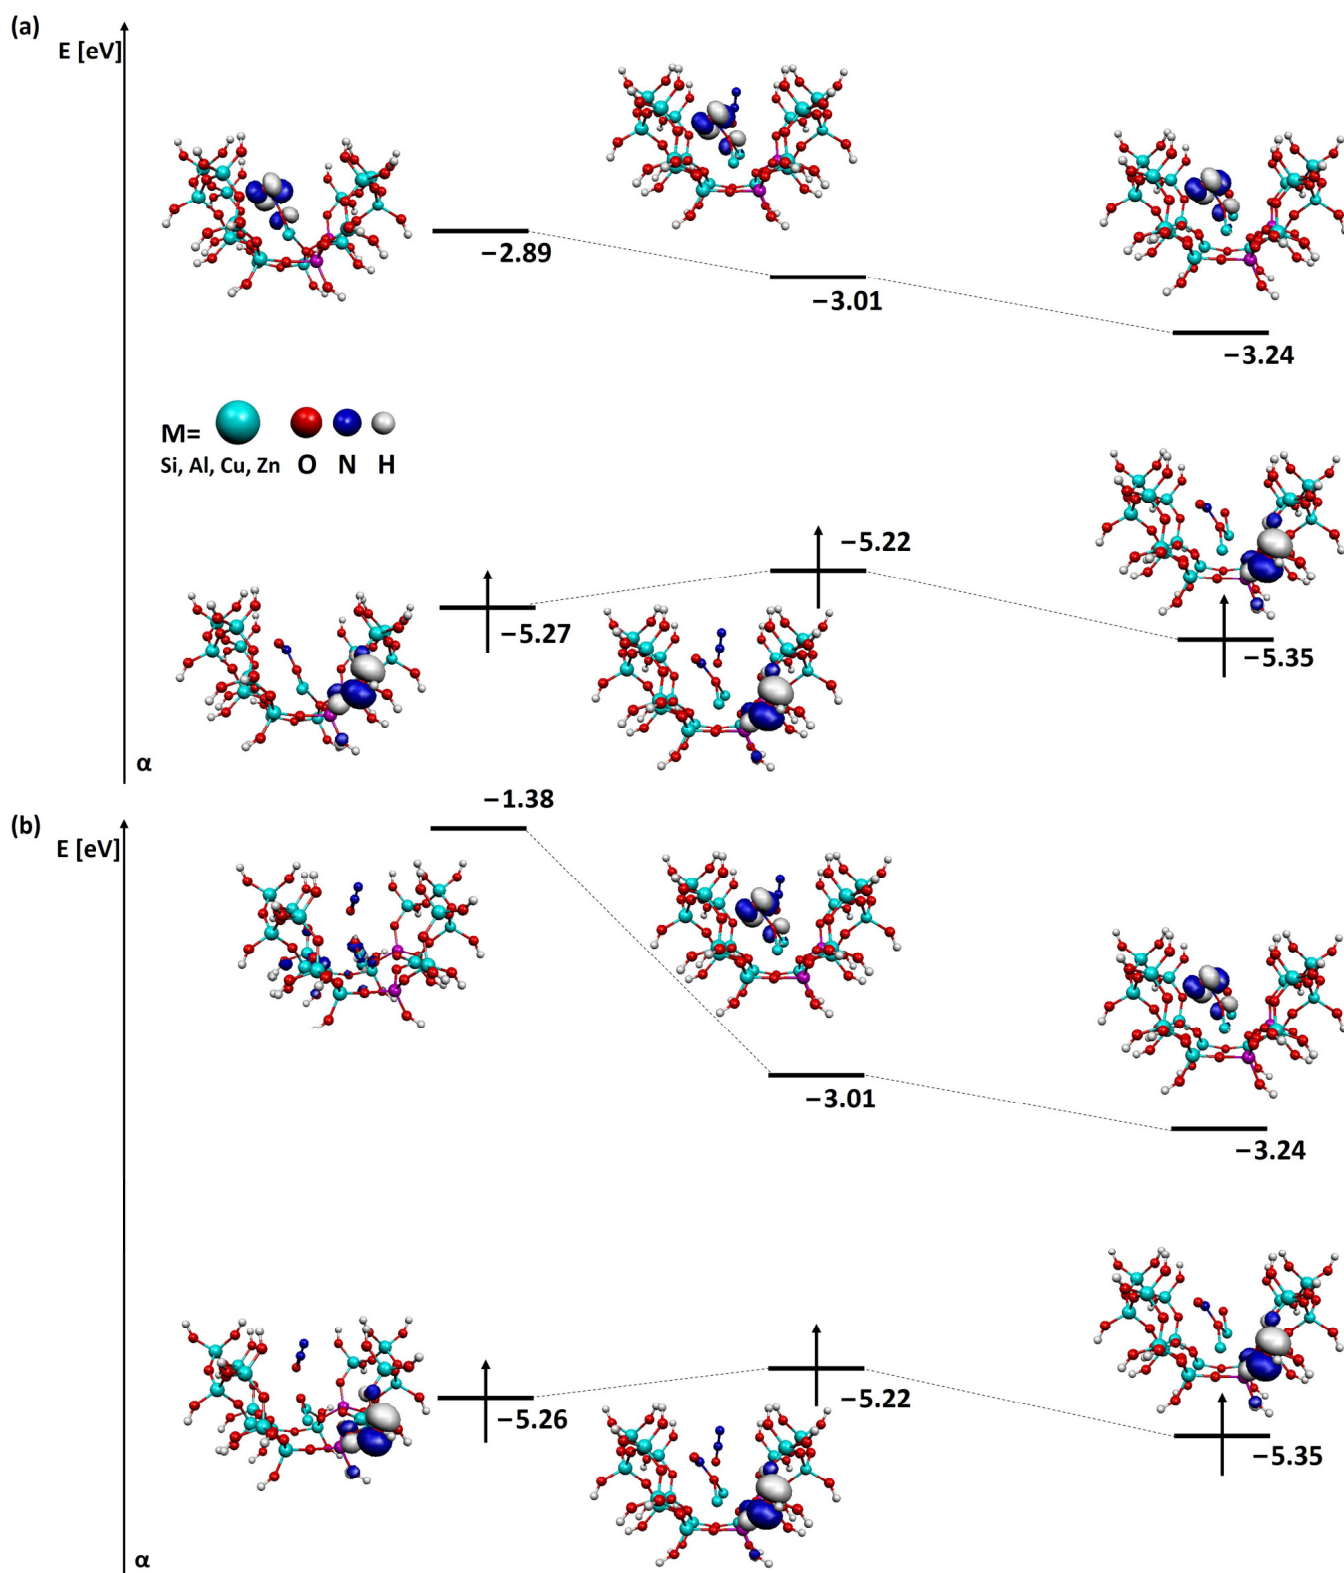 (a)
E [eV]
−2.89
−3.01
−3.24
M=
Si, Al, Cu, Zn O N H
−5.22
−5.27
−5.35
α
(b)
−1.38
E [eV]
−3.01
−3.24
−5.26
−5.22
−5.35
α